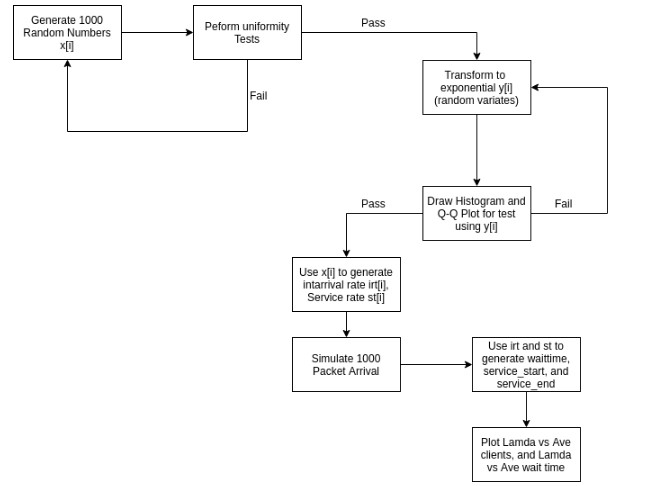 Generate 1000
Random Numbers
x[i]
Peform uniformity
Tests
Pass
Fail
Transform to
exponential y[i]
(random variates)
Draw Histogram and
Q-Q Plot for test
using y[i]
Pass
Fail
Use x[i] to generate
intarrival rate irt[i],
Service rate st[i]
Simulate 1000
Packet Arrival
Use irt and st to
generate waittime,
service_start, and
service_end
Plot Lamda vs Ave
clients, and Lamda
vs Ave wait time